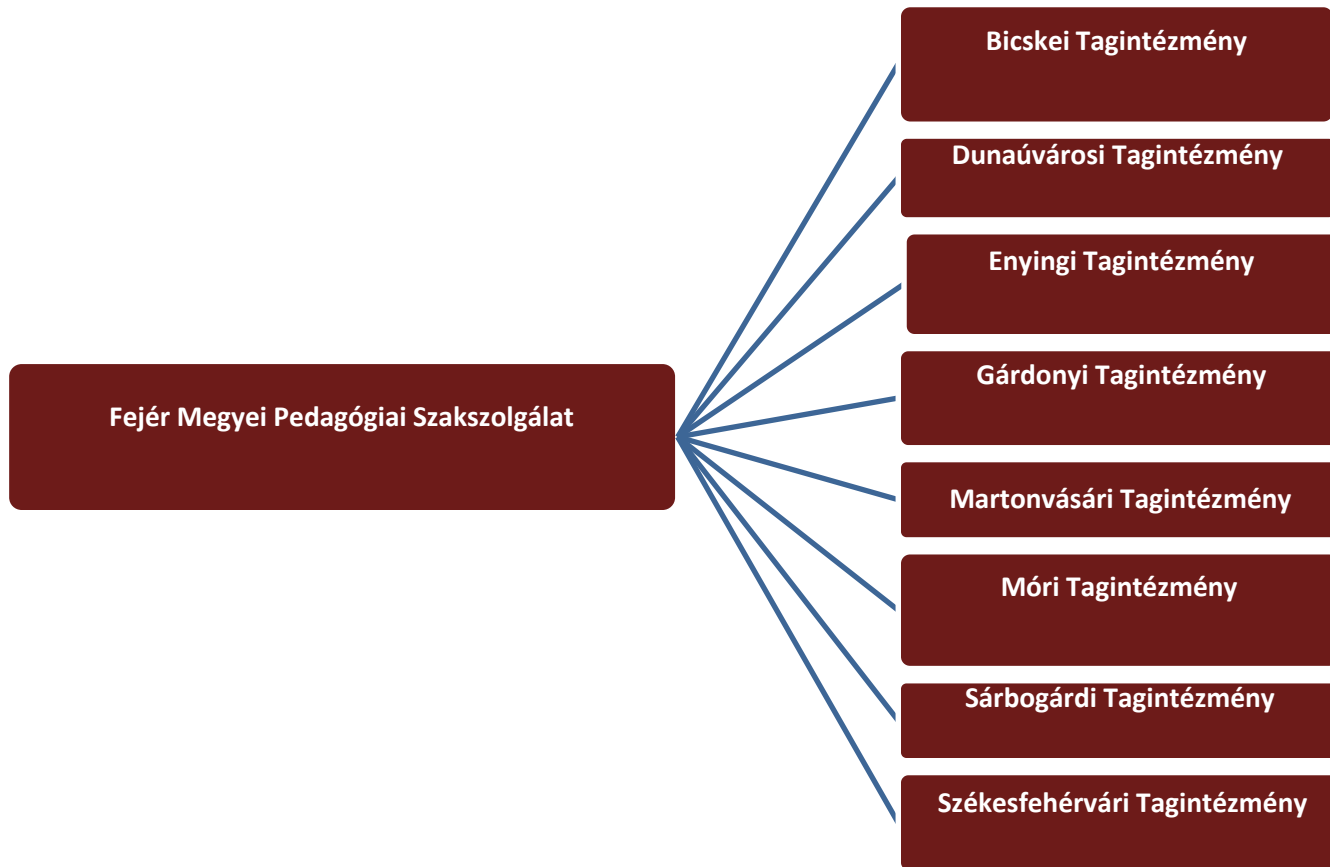 Bicskei Tagintézmény
Dunaúvárosi Tagintézmény
Enyingi Tagintézmény
Gárdonyi Tagintézmény
Fejér Megyei Pedagógiai Szakszolgálat
Martonvásári Tagintézmény
Móri Tagintézmény
Sárbogárdi Tagintézmény
Székesfehérvári Tagintézmény